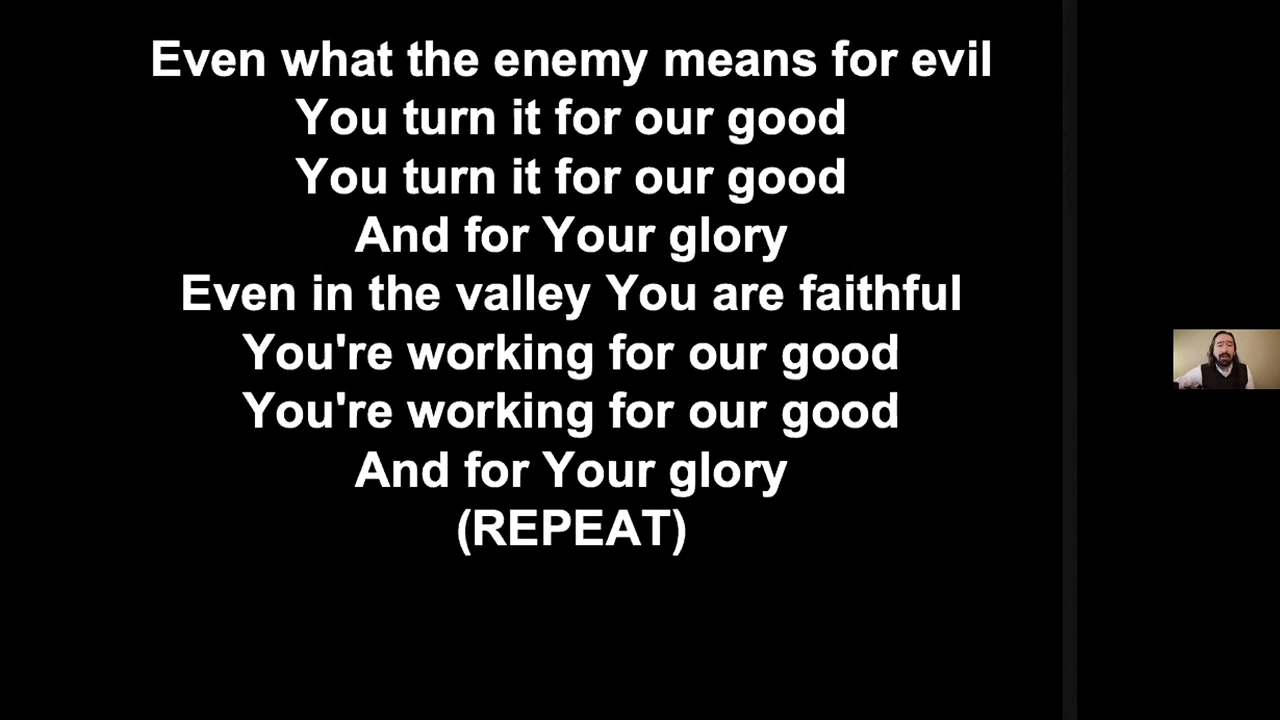 Even what the enemy means for evil
You turn it for our good
You turn it for our good
And for Your glory
Even in the valley You are faithful
You're working for our good
You're working for our good
And for Your glory
(REPEAT)